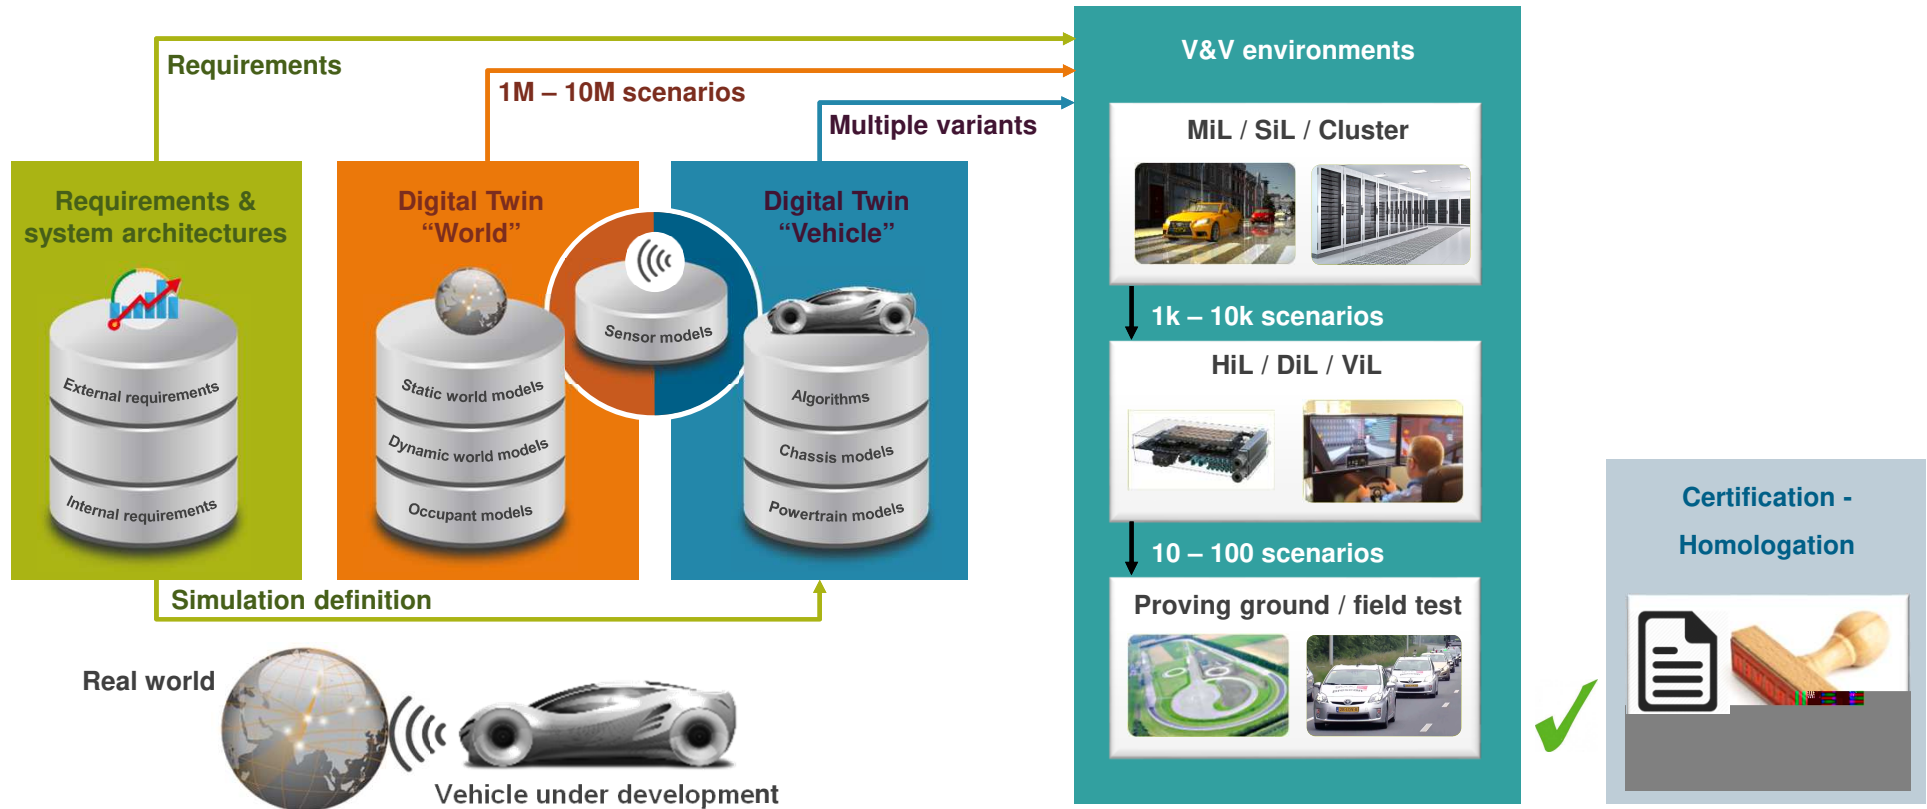 Requirements
1M – 10M scenarios
Multiple variants
Requirements &
system architectures
External requirements
Internal requirements
Digital Twin
“World”
Static world models
Dynamic world models
Occupant models
Sensor models
Digital Twin
“Vehicle”
Algorithms
Chassis models
Powertrain models
Simulation definition
Real world
Vehicle under development
V&V environments
MiL / SiL / Cluster
1k – 10k scenarios
HiL / DiL / ViL
10 – 100 scenarios
Proving ground / field test
Certification -
Homologation